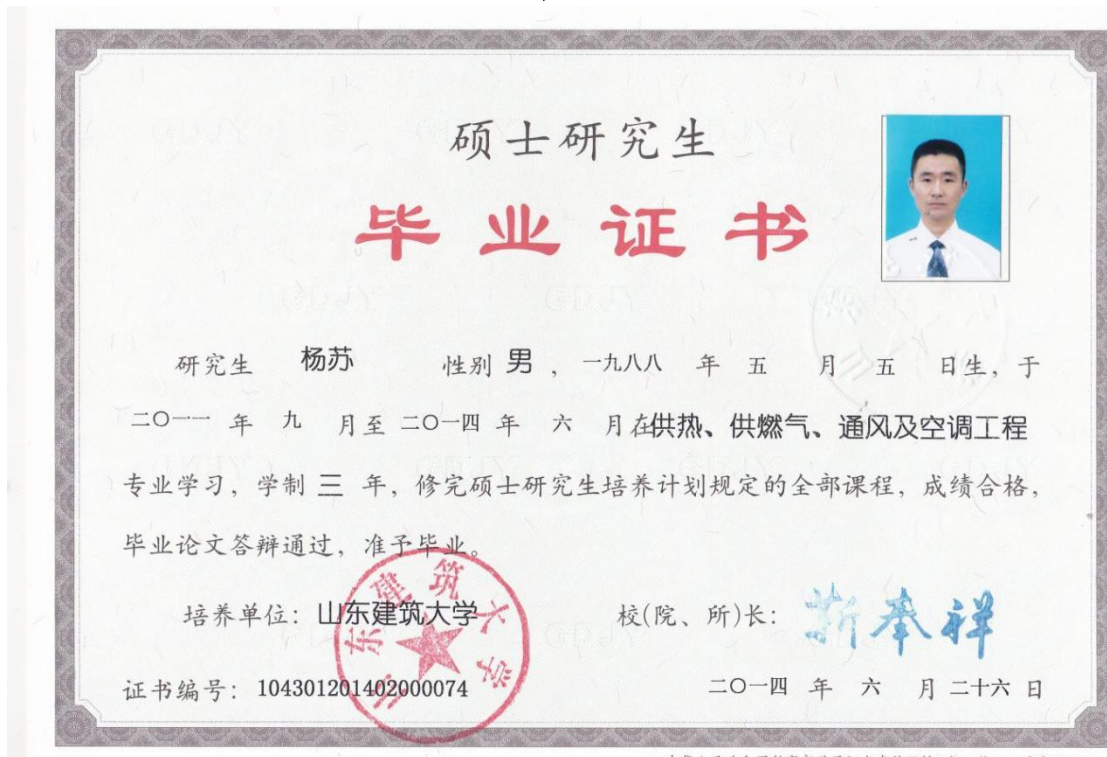 硕士研究生
毕业证书
研究生 杨苏 性别 男 ，一九八八 年 五 月 五 日生，于
二〇一一 年 九 月至 二〇一四 年 六 月在供热、供燃气、通风及空调工程
专业学习，学制 三 年，修完硕士研究生培养计划规定的全部课程，成绩合格，
毕业论文答辩通过，准予毕业。
培养单位：山东建筑大学
校(院、所)长：靳奉祥
山东建筑大学
证书编号：104301201402000074
二〇一四 年 六 月 二十六 日